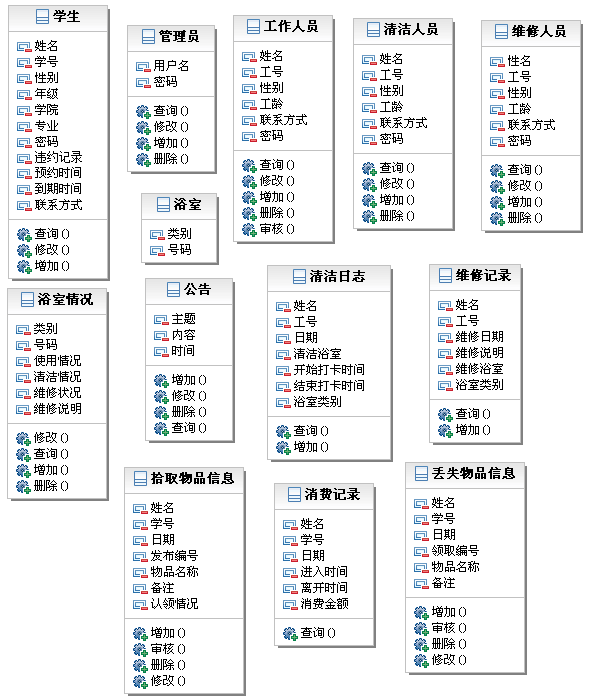 学生
姓名
学号
性别
年级
学院
专业
密码
违约记录
预约时间
到期时间
联系方式
查询()
修改()
增加()
管理员
用户名
密码
查询()
修改()
增加()
删除()
工作人员
姓名
工号
性别
工龄
联系方式
密码
查询()
修改()
增加()
删除()
审核()
清洁人员
姓名
工号
性别
工龄
联系方式
密码
查询()
修改()
增加()
删除()
维修人员
性名
工号
性别
工龄
联系方式
密码
查询()
修改()
增加()
删除()
浴室
类别
号码
浴室情况
类别
号码
使用情况
清洁情况
维修状况
维修说明
修改()
查询()
增加()
删除()
公告
主题
内容
时间
增加()
修改()
删除()
查询()
清洁日志
姓名
工号
日期
清洁浴室
开始打卡时间
结束打卡时间
浴室类别
查询()
增加()
维修记录
姓名
工号
维修日期
维修说明
维修浴室
浴室类别
查询()
增加()
拾取物品信息
姓名
学号
日期
发布编号
物品名称
备注
认领情况
增加()
审核()
删除()
修改()
消费记录
姓名
学号
日期
进入时间
离开时间
消费金额
查询()
丢失物品信息
姓名
学号
日期
领取编号
物品名称
备注
增加()
审核()
删除()
修改()